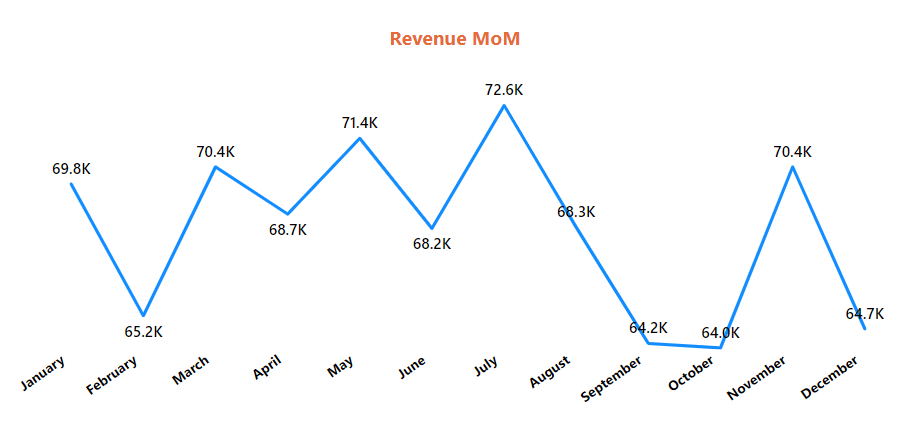 Revenue MoM
72.6K
71.4K
70.4K
70.4K
69.8K
68.3K
68.7K
68.2K
64.7K
65.2K
64.2K
64.0K
January
February
March
April
May
June
July
August
September
October
November
December